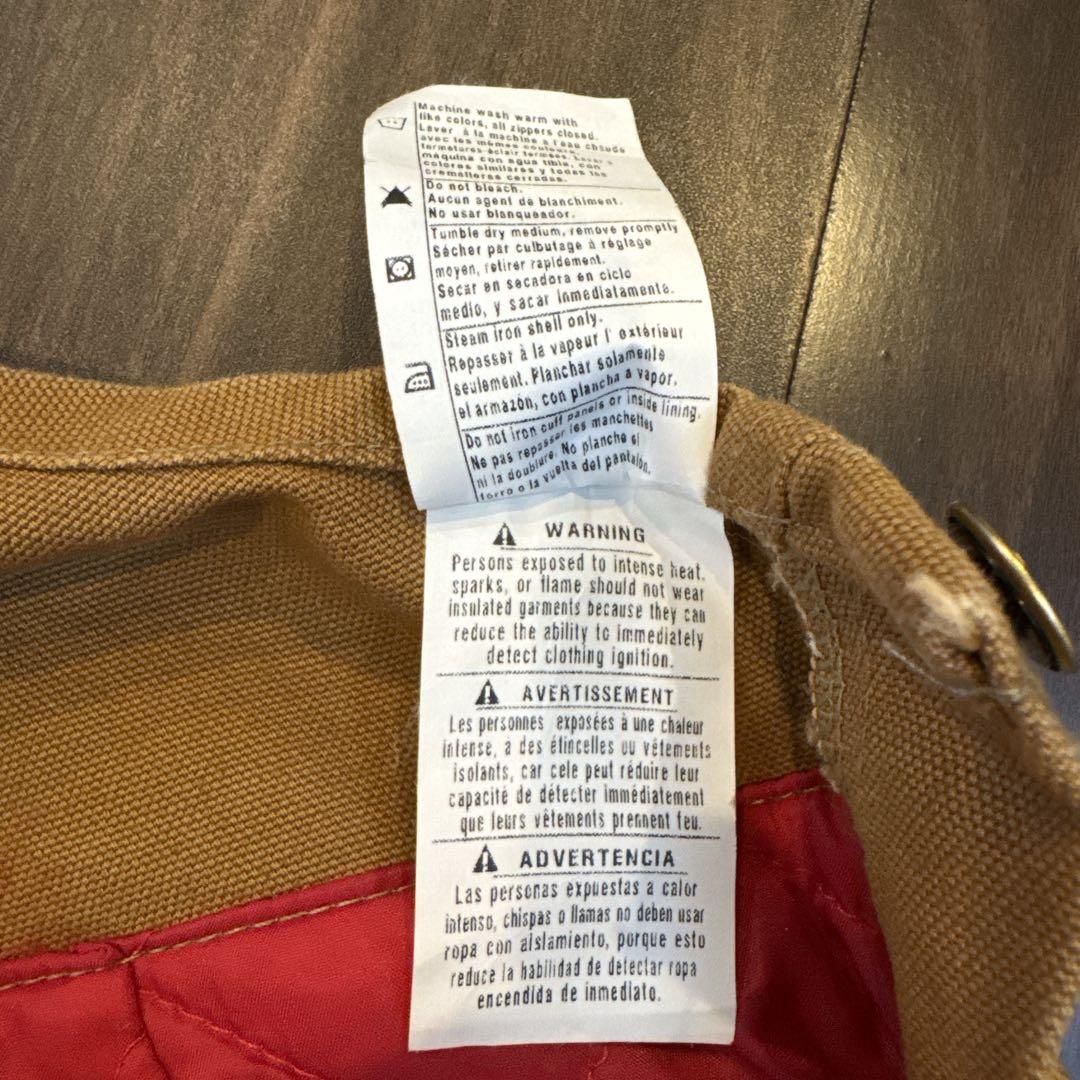 Machine wash warm with
like colors, all zippers closed.
Laver à la machine a l'eau chaude
avec les mêmes couleurs,
fermetures éclair fermées. Lavar a
maquina con agua tibia, con
colores similares y todas las
cremalleras cerradas.
Do not bleach.
Aucun agent de blanchiment.
No usar blanqueador.
Tumble dry medium, remove promptly
Sécher par culbutage à réglage
moyen, retirer rapidement.
Secar en secadora en ciclo
medio, y sacar inmediatamente.
Steam iron shell only.
Repasser à la vapeur l' extérieur
seulement. Planchar solamente
el armazón, con plancha a vapor.
Do not iron cuff panels or inside lining.
Ne pas repasser les manchettes
ni la doublure. No planche el
forro o la vuelta del pantalón.
WARNING
Persons exposed to intense heat,
sparks, or flame should not wear
insulated garments because they can
reduce the ability to immediately
detect clothing ignition.
AVERTISSEMENT
Les personnes exposées à une chaleur
intense, a des étincelles ou vêtements
isolants, car cele peut réduire leur
capacité de détecter immédiatement
que leurs vêtements prennent feu.
ADVERTENCIA
Las personas expuestas a calor
intenso, chispas o llamas no deben usar
ropa con aislamiento, porque esto
reduce la habilidad de detectar ropa
encendida de inmediato.